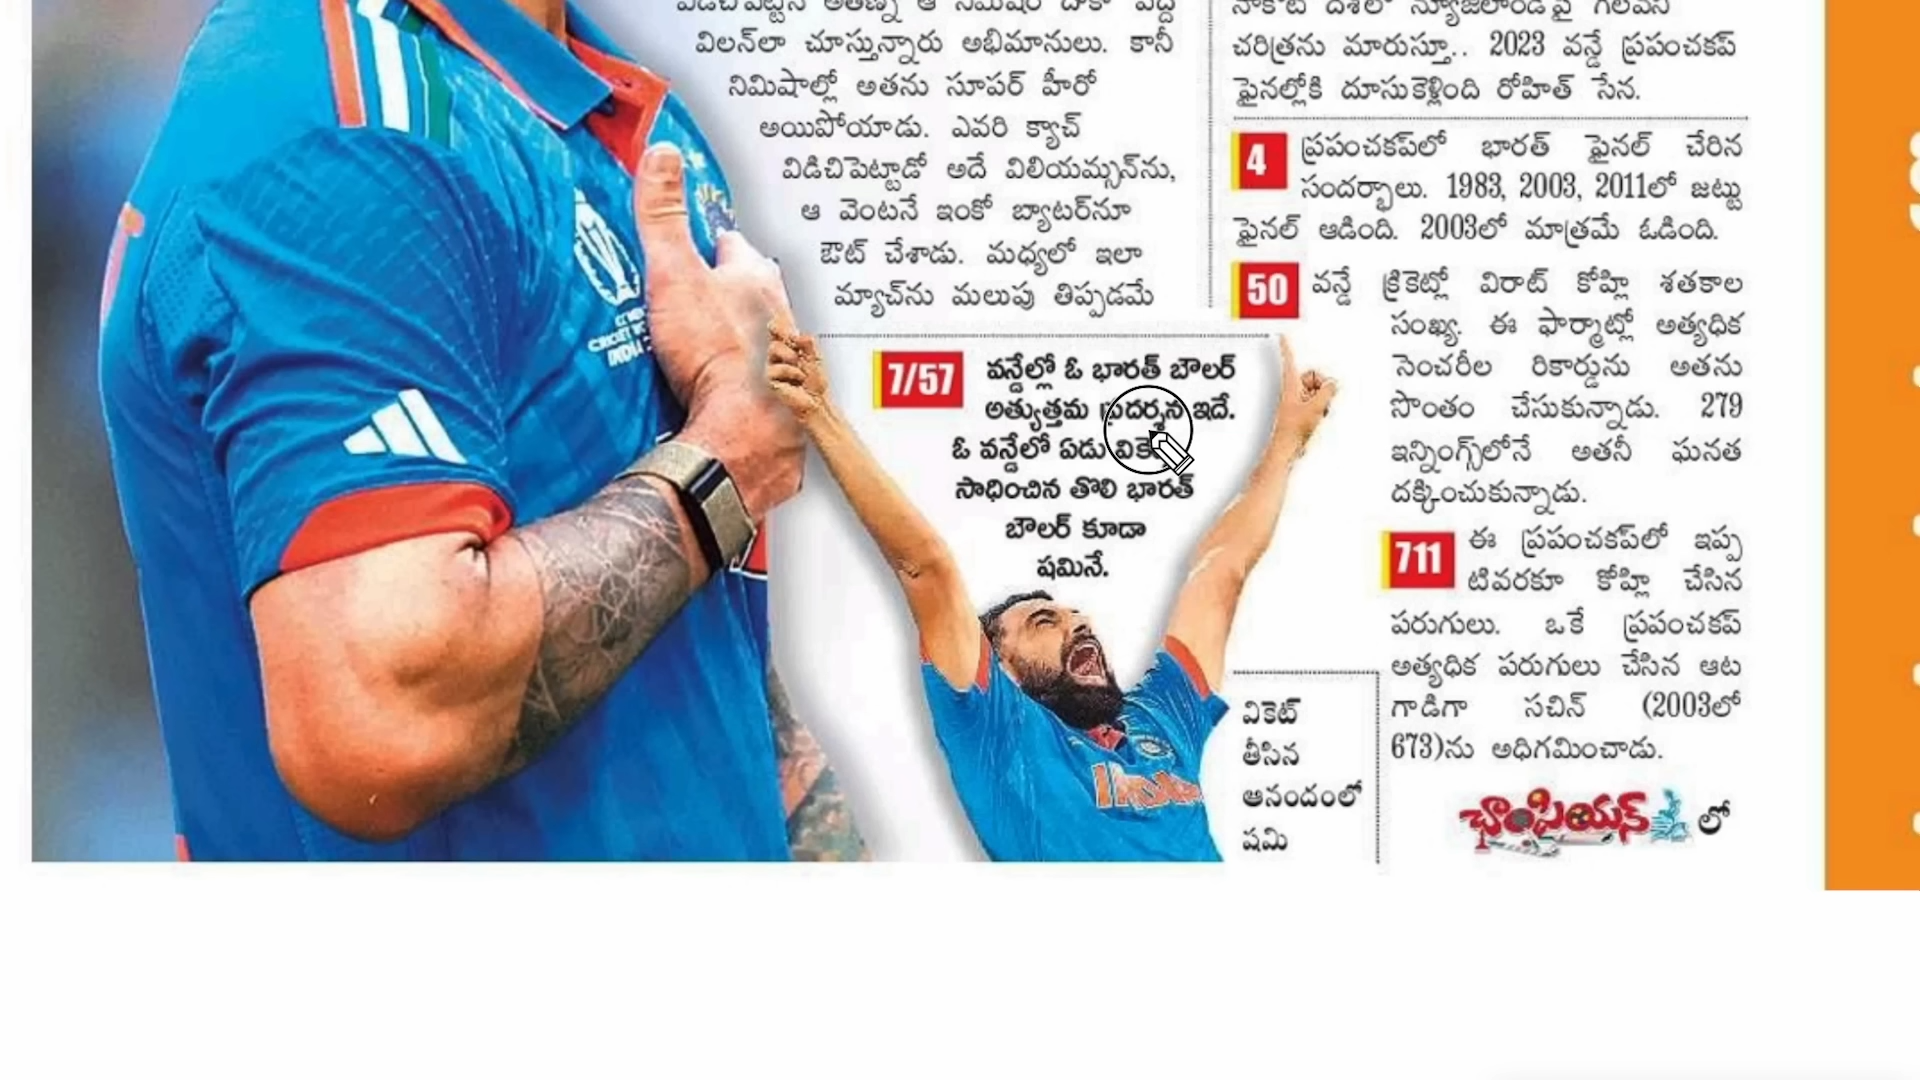 విలన్‌లా చూస్తున్నారు అభిమానులు. కానీ
నిమిషాల్లో అతను సూపర్ హీరో
అయిపోయాడు. ఎవరి క్యాచ్
విడిచిపెట్టాడో అదే విలియమ్సన్‌ను,
ఆ వెంటనే ఇంకో బ్యాటర్‌నూ
ఔట్ చేశాడు. మధ్యలో ఇలా
మ్యాచ్‌ను మలుపు తిప్పడమే
7/57
వన్డేల్లో ఓ భారత్ బౌలర్
అత్యుత్తమ ప్రదర్శన ఇదే.
ఓ వన్డేలో ఏడు
సాధించిన తొలి భారత్
బౌలర్ కూడా
షమినే.
వికెట్
తీసిన
ఆనందంలో
షమి
చరిత్రను మారుస్తూ.. 2023 వన్డే ప్రపంచకప్
ఫైనల్లోకి దూసుకెళ్లింది రోహిత్ సేన.
4 ప్రపంచకప్‌లో భారత్ ఫైనల్ చేరిన
సందర్భాలు. 1983, 2003, 2011లో జట్టు
ఫైనల్ ఆడింది. 2003లో మాత్రమే ఓడింది.
50 వన్డే క్రికెట్లో విరాట్ కోహ్లి శతకాల
సంఖ్య. ఈ ఫార్మాట్లో అత్యధిక
సెంచరీల రికార్డును అతను
సొంతం చేసుకున్నాడు. 279
ఇన్నింగ్స్‌లోనే అతనీ ఘనత
దక్కించుకున్నాడు.
711 ఈ ప్రపంచకప్‌లో ఇప్ప
టివరకూ కోహ్లి చేసిన
పరుగులు. ఒకే ప్రపంచకప్
అత్యధిక పరుగులు చేసిన ఆట
గాడిగా సచిన్ (2003లో
673)ను అధిగమించాడు.
ఛాంపియన్ లో